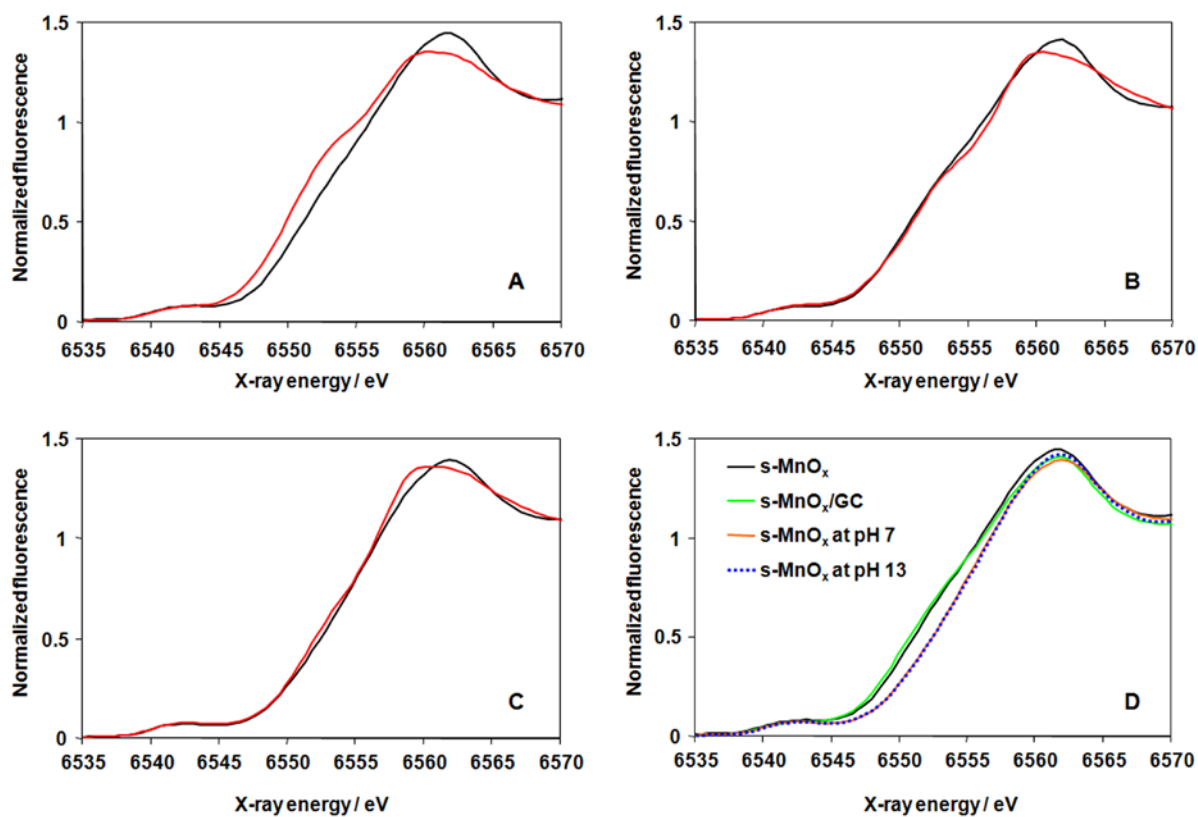 1.5
1
0.5
0
Normalized fluorescence
A
6535 6540 6545 6550 6555 6560 6565 6570
X-ray energy / eV
1.5
1
0.5
0
Normalized fluorescence
B
6535 6540 6545 6550 6555 6560 6565 6570
X-ray energy / eV
1.5
1
0.5
0
Normalized fluorescence
C
6535 6540 6545 6550 6555 6560 6565 6570
X-ray energy / eV
1.5
1
0.5
0
Normalized fluorescence
s-MnOₓ
s-MnOₓ/GC
s-MnOₓ at pH 7
s-MnOₓ at pH 13
D
6535 6540 6545 6550 6555 6560 6565 6570
X-ray energy / eV